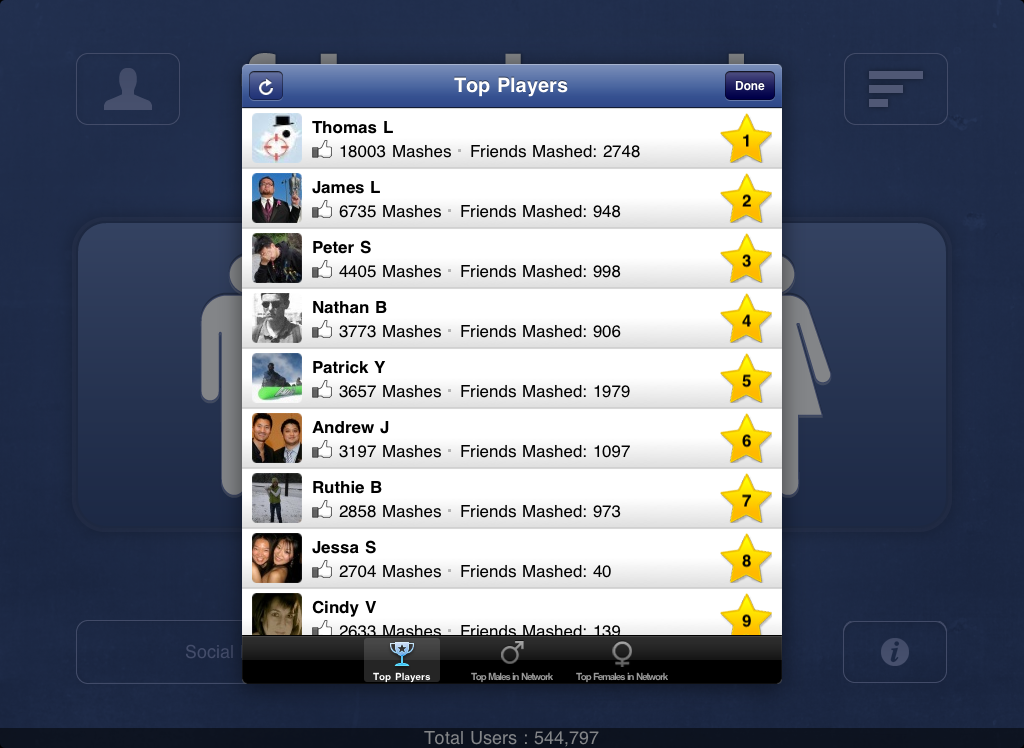 Top Players
Done
Thomas L
18003 Mashes · Friends Mashed: 2748
1
James L
6735 Mashes · Friends Mashed: 948
2
Peter S
4405 Mashes · Friends Mashed: 998
3
Nathan B
3773 Mashes · Friends Mashed: 906
4
Patrick Y
3657 Mashes · Friends Mashed: 1979
5
Andrew J
3197 Mashes · Friends Mashed: 1097
6
Ruthie B
2858 Mashes · Friends Mashed: 973
7
Jessa S
2704 Mashes · Friends Mashed: 40
8
Cindy V
2633 Mashes · Friends Mashed: 139
9
Social
i
Top Players
Top Males in Network
Top Females in Network
Total Users : 544,797